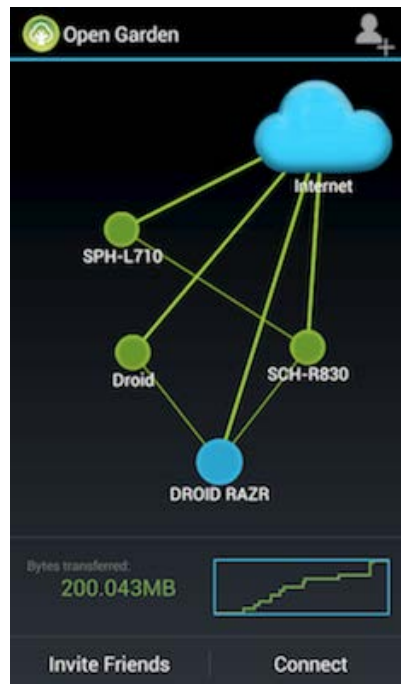 Open Garden
Internet
SPH-L710
Droid
SCH-R830
DROID RAZR
Bytes transferred:
200.043MB
Invite Friends
Connect